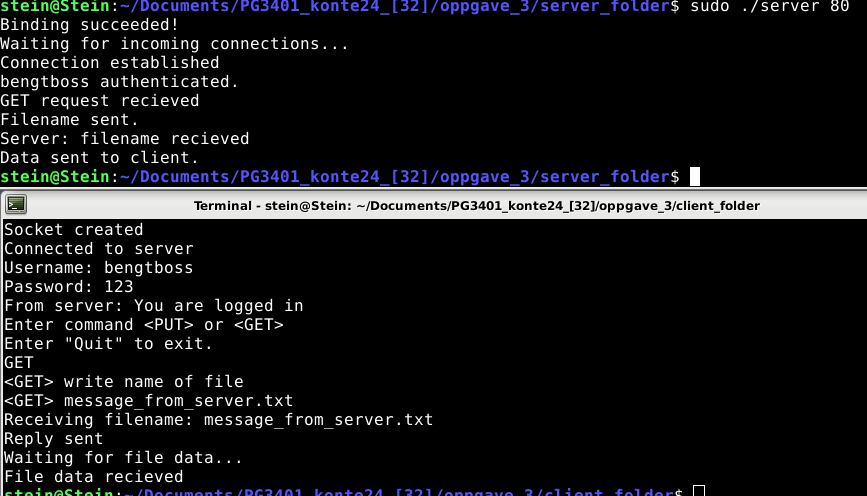 stein@Stein:~/Documents/PG3401_konte24_[32]/oppgave_3/server_folder$ sudo ./server 80
Binding succeeded!
Waiting for incoming connections...
Connection established
bengtboss authenticated.
GET request recieved
Filename sent.
Server: filename recieved
Data sent to client.
stein@Stein:~/Documents/PG3401_konte24_[32]/oppgave_3/server_folder$
Terminal - stein@Stein: ~/Documents/PG3401_konte24_[32]/oppgave_3/client_folder
Socket created
Connected to server
Username: bengtboss
Password: 123
From server: You are logged in
Enter command <PUT> or <GET>
Enter "Quit" to exit.
GET
<GET> write name of file
<GET> message_from_server.txt
Receiving filename: message_from_server.txt
Reply sent
Waiting for file data...
File data recieved
stein@Stein:~/Documents/PG3401_konte24_[32]/oppgave_3/client_folder$